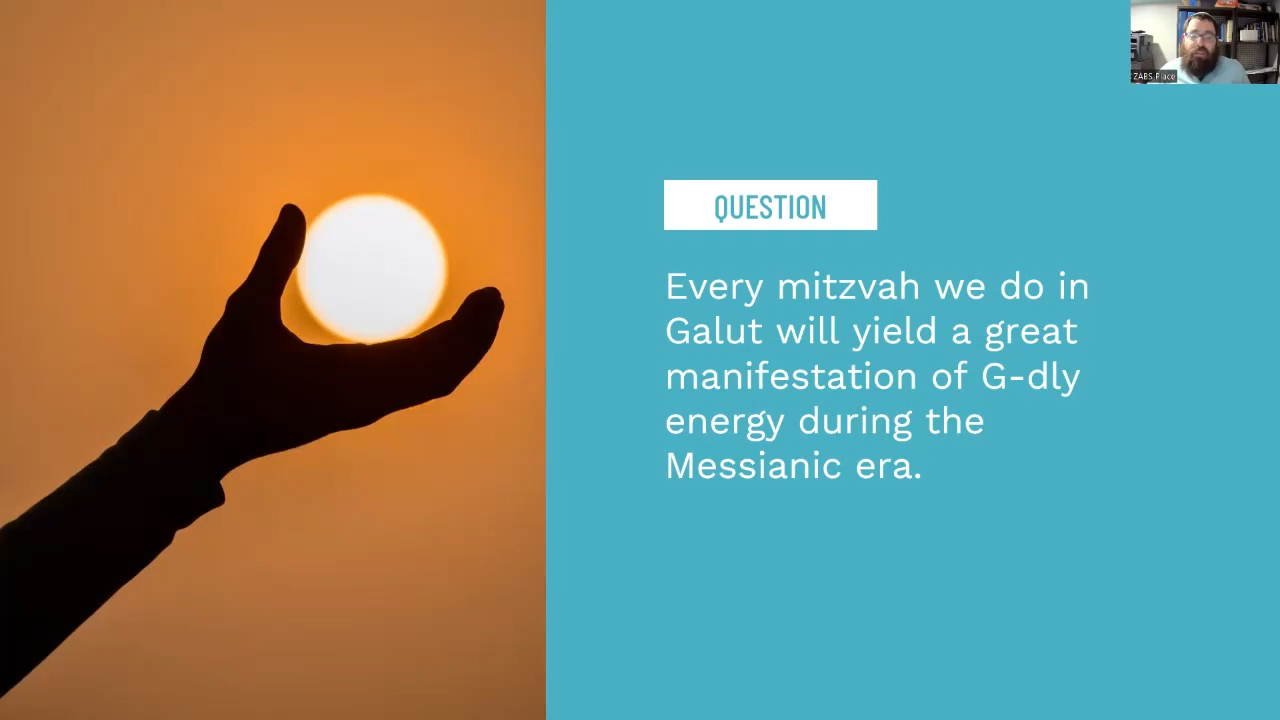 ZABS Place
QUESTION
Every mitzvah we do in
Galut will yield a great
manifestation of G-dly
energy during the
Messianic era.